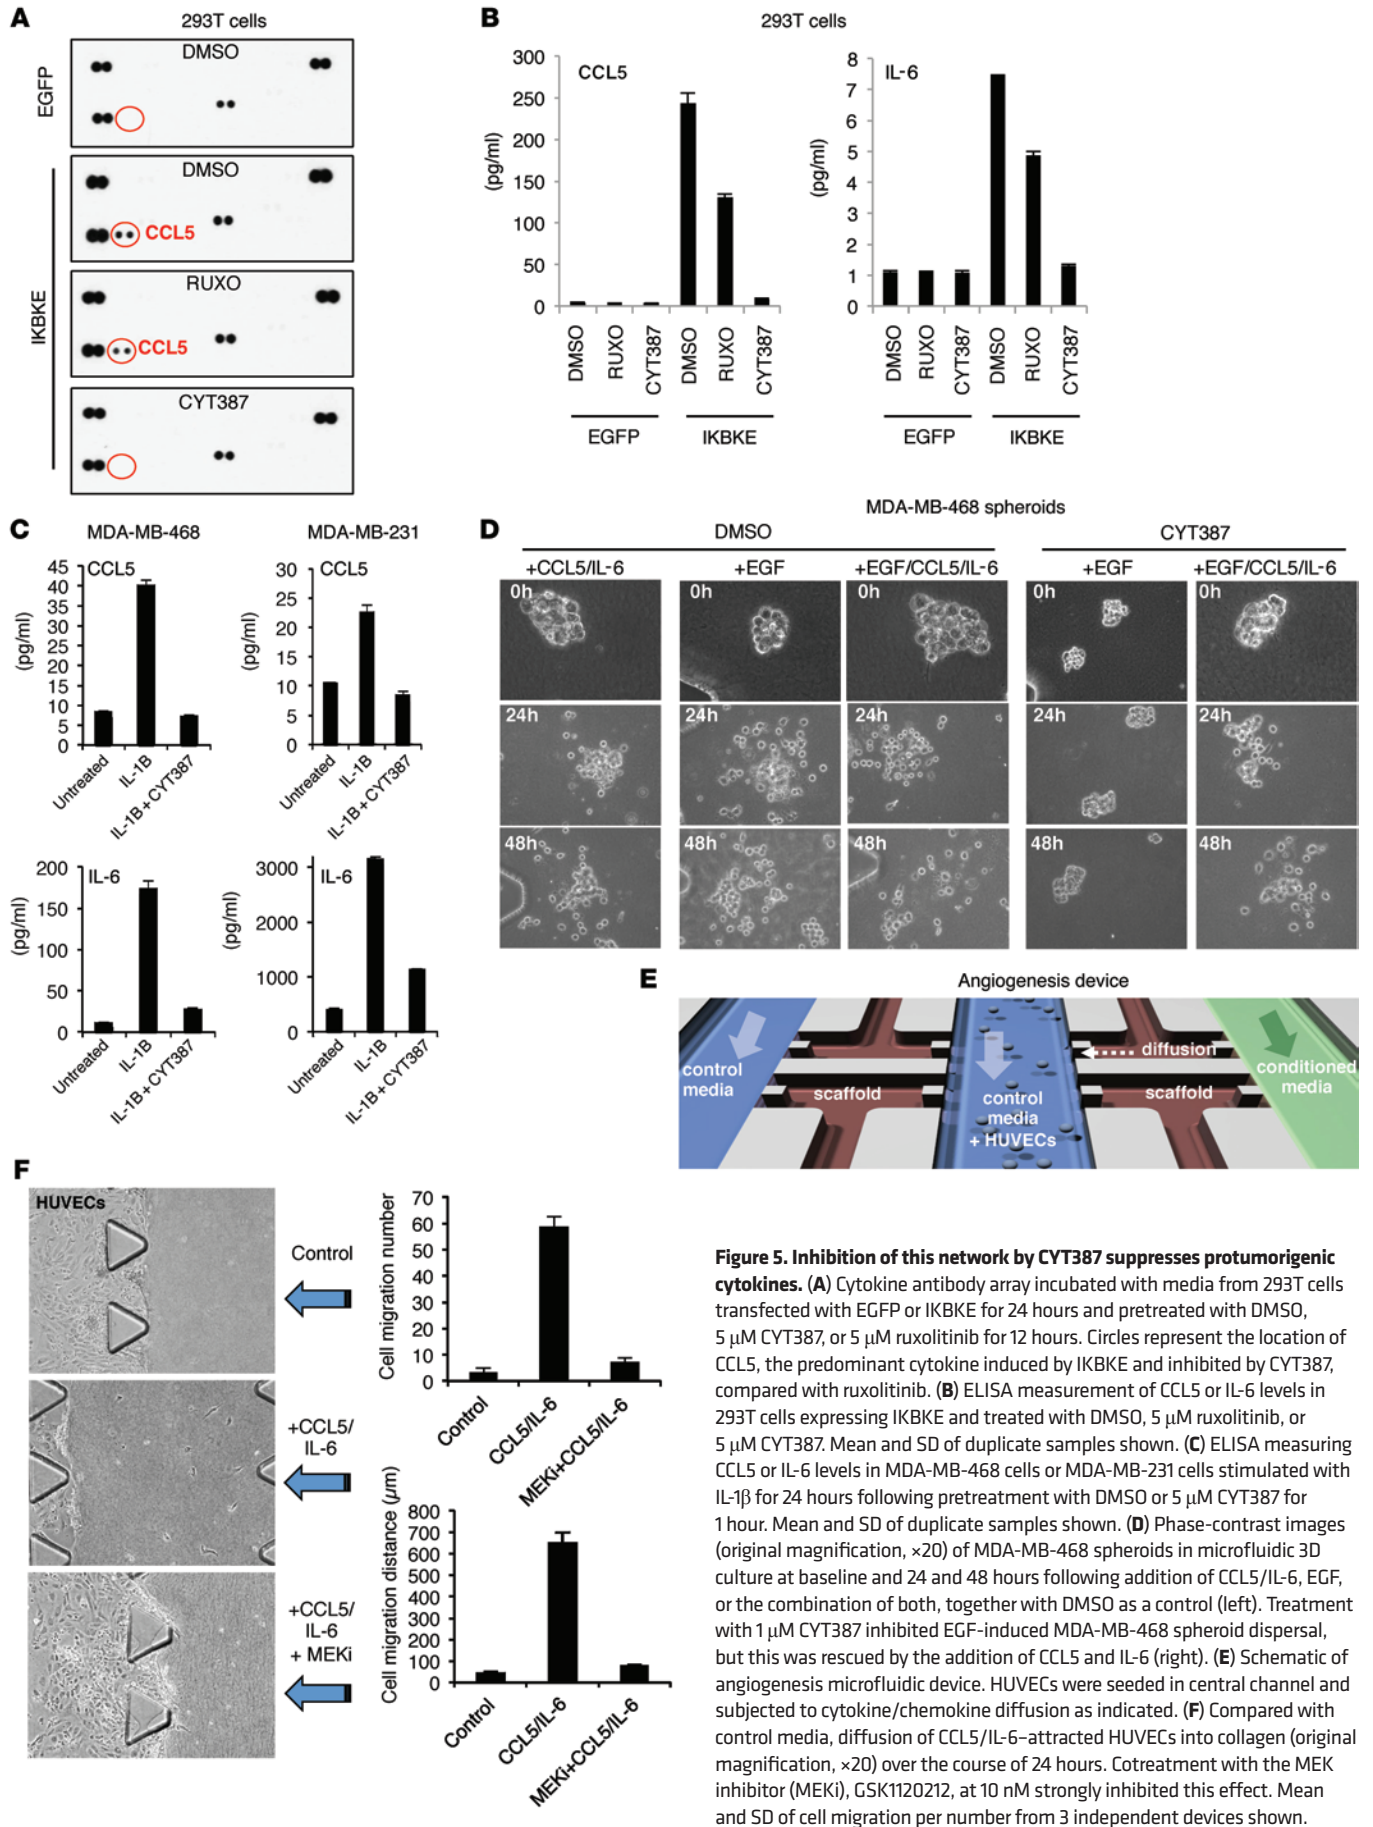 A
293T cells
EGFP
DMSO
IKBKE
DMSO
CCL5
RUXO
CCL5
CYT387
B
293T cells
CCL5
(pg/ml)
300
250
200
150
100
50
0
DMSO
RUXO
CYT387
DMSO
RUXO
CYT387
EGFP
IKBKE
IL-6
(pg/ml)
8
7
6
5
4
3
2
1
0
DMSO
RUXO
CYT387
DMSO
RUXO
CYT387
EGFP
IKBKE
C
MDA-MB-468
CCL5
(pg/ml)
45
40
35
30
25
20
15
10
5
0
Untreated
IL-1B
IL-1B+CYT387
MDA-MB-231
CCL5
(pg/ml)
30
25
20
15
10
5
0
Untreated
IL-1B
IL-1B+CYT387
IL-6
(pg/ml)
200
150
100
50
0
Untreated
IL-1B
IL-1B+CYT387
IL-6
(pg/ml)
3000
2000
1000
0
Untreated
IL-1B
IL-1B+CYT387
D
MDA-MB-468 spheroids
DMSO
CYT387
+CCL5/IL-6
+EGF
+EGF/CCL5/IL-6
+EGF
+EGF/CCL5/IL-6
0h
0h
0h
0h
0h
24h
24h
24h
24h
24h
48h
48h
48h
48h
48h
E
Angiogenesis device
control
media
scaffold
control
media
+ HUVECs
diffusion
scaffold
conditioned
media
F
HUVECs
Control
+CCL5/
IL-6
+CCL5/
IL-6
+ MEKi
Cell migration number
70
60
50
40
30
20
10
0
Control
CCL5/IL-6
MEKi+CCL5/IL-6
Cell migration distance (µm)
800
700
600
500
400
300
200
100
0
Control
CCL5/IL-6
MEKi+CCL5/IL-6
Figure 5. Inhibition of this network by CYT387 suppresses protumorigenic
cytokines. (A) Cytokine antibody array incubated with media from 293T cells
transfected with EGFP or IKBKE for 24 hours and pretreated with DMSO,
5 μM CYT387, or 5 μM ruxolitinib for 12 hours. Circles represent the location of
CCL5, the predominant cytokine induced by IKBKE and inhibited by CYT387,
compared with ruxolitinib. (B) ELISA measurement of CCL5 or IL-6 levels in
293T cells expressing IKBKE and treated with DMSO, 5 μM ruxolitinib, or
5 μM CYT387. Mean and SD of duplicate samples shown. (C) ELISA measuring
CCL5 or IL-6 levels in MDA-MB-468 cells or MDA-MB-231 cells stimulated with
IL-1β for 24 hours following pretreatment with DMSO or 5 μM CYT387 for
1 hour. Mean and SD of duplicate samples shown. (D) Phase-contrast images
(original magnification, ×20) of MDA-MB-468 spheroids in microfluidic 3D
culture at baseline and 24 and 48 hours following addition of CCL5/IL-6, EGF,
or the combination of both, together with DMSO as a control (left). Treatment
with 1 μM CYT387 inhibited EGF-induced MDA-MB-468 spheroid dispersal,
but this was rescued by the addition of CCL5 and IL-6 (right). (E) Schematic of
angiogenesis microfluidic device. HUVECs were seeded in central channel and
subjected to cytokine/chemokine diffusion as indicated. (F) Compared with
control media, diffusion of CCL5/IL-6–attracted HUVECs into collagen (original
magnification, ×20) over the course of 24 hours. Cotreatment with the MEK
inhibitor (MEKi), GSK1120212, at 10 nM strongly inhibited this effect. Mean
and SD of cell migration per number from 3 independent devices shown.